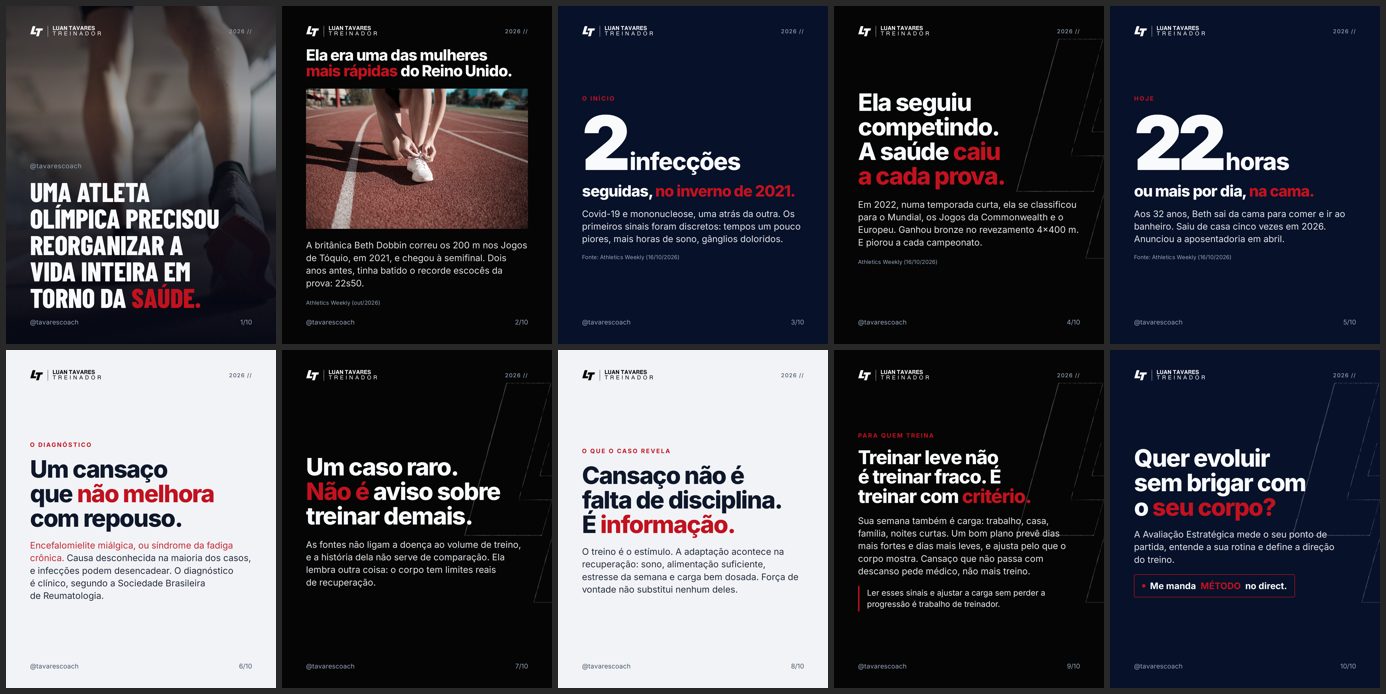 LT LUAN TAVARES
TREINADOR
2026 //
@tavarescoach
UMA ATLETA
OLÍMPICA PRECISOU
REORGANIZAR A
VIDA INTEIRA EM
TORNO DA SAÚDE.
@tavarescoach
1/10
LT LUAN TAVARES
TREINADOR
2026 //
Ela era uma das mulheres
mais rápidas do Reino Unido.
A britânica Beth Dobbin correu os 200 m nos Jogos
de Tóquio, em 2021, e chegou à semifinal. Dois
anos antes, tinha batido o recorde escocês da
prova: 22s50.
Athletics Weekly (out/2026)
@tavarescoach
2/10
LT LUAN TAVARES
TREINADOR
2026 //
O INÍCIO
2 infecções
seguidas, no inverno de 2021.
Covid-19 e mononucleose, uma atrás da outra. Os
primeiros sinais foram discretos: tempos um pouco
piores, mais horas de sono, gânglios doloridos.
Fonte: Athletics Weekly (16/10/2026)
@tavarescoach
3/10
LT LUAN TAVARES
TREINADOR
2026 //
Ela seguiu
competindo.
A saúde caiu
a cada prova.
Em 2022, numa temporada curta, ela se classificou
para o Mundial, os Jogos da Commonwealth e o
Europeu. Ganhou bronze no revezamento 4×400 m.
E piorou a cada campeonato.
Athletics Weekly (16/10/2026)
@tavarescoach
4/10
LT LUAN TAVARES
TREINADOR
2026 //
HOJE
22 horas
ou mais por dia, na cama.
Aos 32 anos, Beth sai da cama para comer e ir ao
banheiro. Saiu de casa cinco vezes em 2026.
Anunciou a aposentadoria em abril.
Fonte: Athletics Weekly (16/10/2026)
@tavarescoach
5/10
LT LUAN TAVARES
TREINADOR
2026 //
O DIAGNÓSTICO
Um cansaço
que não melhora
com repouso.
Encefalomielite miálgica, ou síndrome da fadiga
crônica. Causa desconhecida na maioria dos casos,
e infecções podem desencadear. O diagnóstico
é clínico, segundo a Sociedade Brasileira
de Reumatologia.
@tavarescoach
6/10
LT LUAN TAVARES
TREINADOR
2026 //
Um caso raro.
Não é aviso sobre
treinar demais.
As fontes não ligam a doença ao volume de treino,
e a história dela não serve de comparação. Ela
lembra outra coisa: o corpo tem limites reais
de recuperação.
@tavarescoach
7/10
LT LUAN TAVARES
TREINADOR
2026 //
O QUE O CASO REVELA
Cansaço não é
falta de disciplina.
É informação.
O treino é o estímulo. A adaptação acontece na
recuperação: sono, alimentação suficiente,
estresse da semana e carga bem dosada. Força de
vontade não substitui nenhum deles.
@tavarescoach
8/10
LT LUAN TAVARES
TREINADOR
2026 //
PARA QUEM TREINA
Treinar leve não
é treinar fraco. É
treinar com critério.
Sua semana também é carga: trabalho, casa,
família, noites curtas. Um bom plano prevê dias
mais fortes e dias mais leves, e ajusta pelo que o
corpo mostra. Cansaço que não passa com
descanso pede médico, não mais treino.
Ler esses sinais e ajustar a carga sem perder a
progressão é trabalho de treinador.
@tavarescoach
9/10
LT LUAN TAVARES
TREINADOR
2026 //
Quer evoluir
sem brigar com
o seu corpo?
A Avaliação Estratégica mede o seu ponto de
partida, entende a sua rotina e define a direção
do treino.
Me manda MÉTODO no direct.
@tavarescoach
10/10